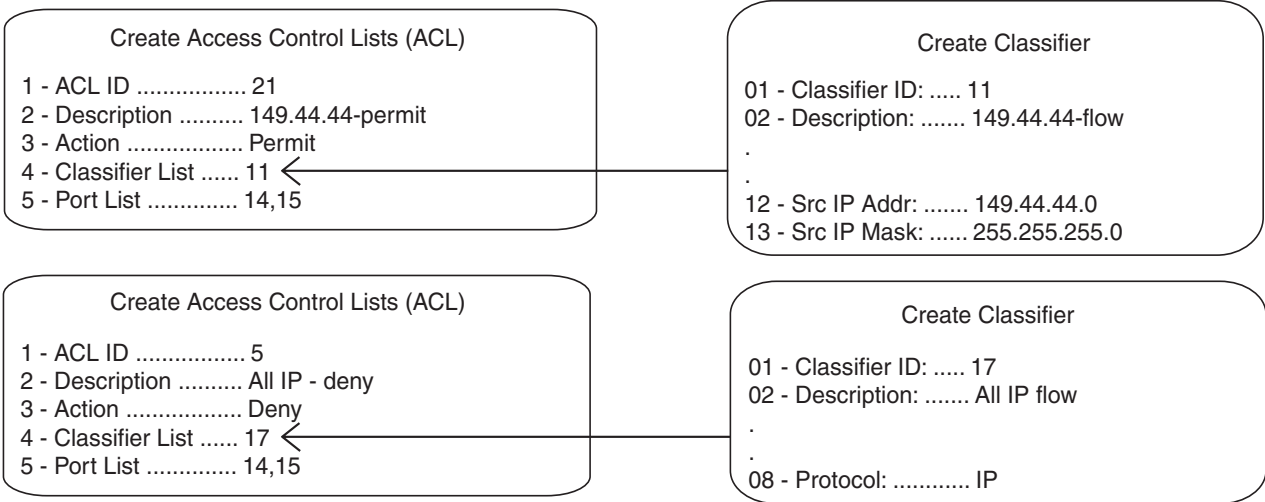 Create Access Control Lists (ACL)
1 - ACL ID ................. 21
2 - Description .......... 149.44.44-permit
3 - Action .................. Permit
4 - Classifier List ...... 11
5 - Port List .............. 14,15
Create Classifier
01 - Classifier ID: ..... 11
02 - Description: ....... 149.44.44-flow
.
.
12 - Src IP Addr: ....... 149.44.44.0
13 - Src IP Mask: ...... 255.255.255.0
Create Access Control Lists (ACL)
1 - ACL ID ................. 5
2 - Description .......... All IP - deny
3 - Action .................. Deny
4 - Classifier List ...... 17
5 - Port List .............. 14,15
Create Classifier
01 - Classifier ID: ..... 17
02 - Description: ....... All IP flow
.
.
08 - Protocol: ............ IP